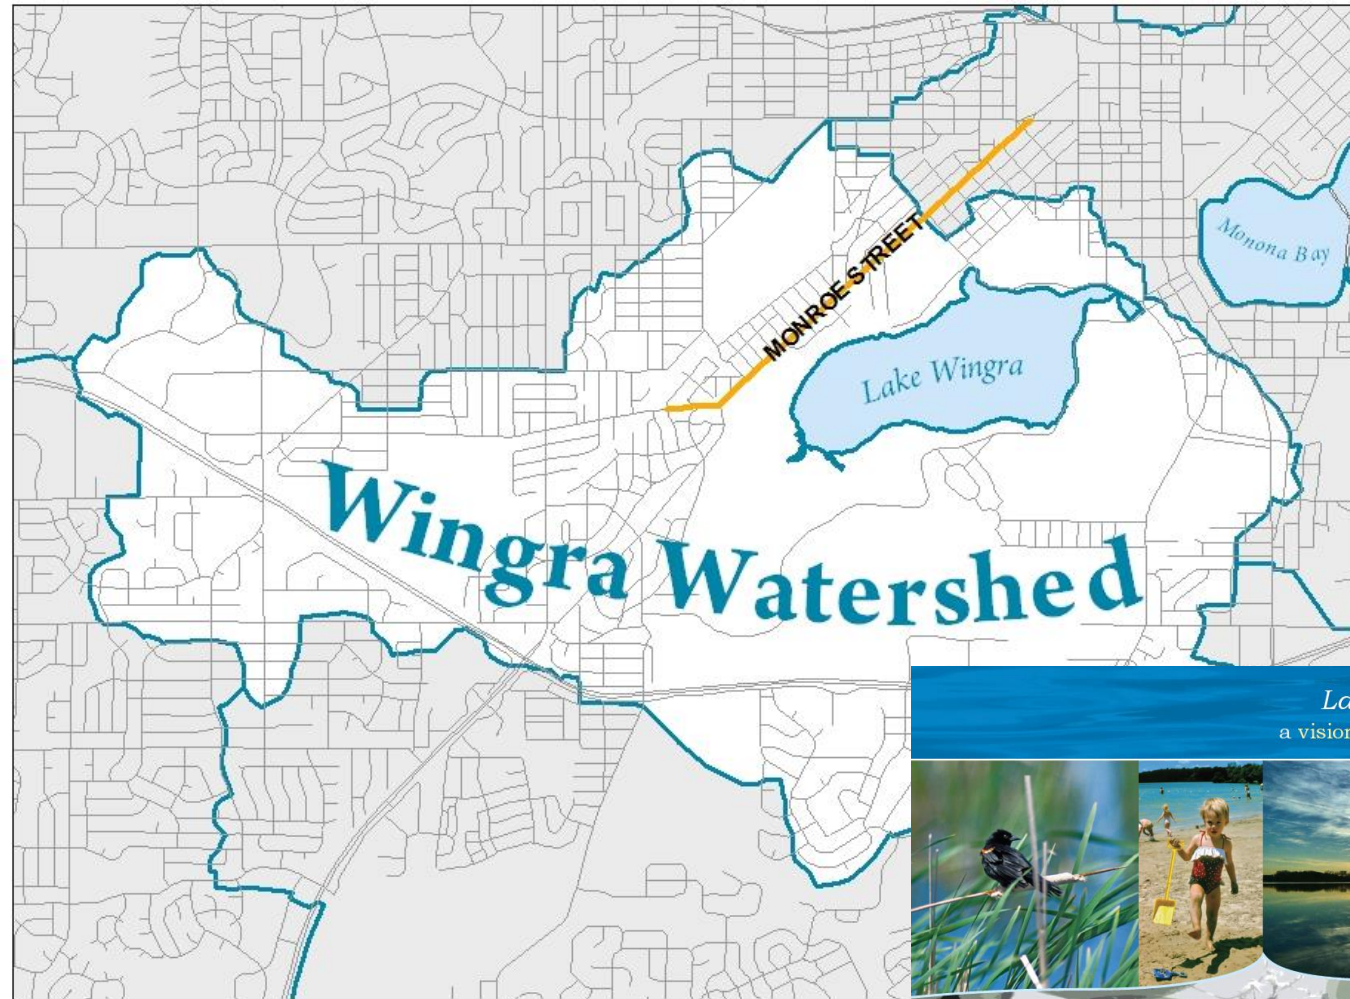 MONROE STREET
Monona Bay
Lake Wingra
Wingra Watershed
a vision